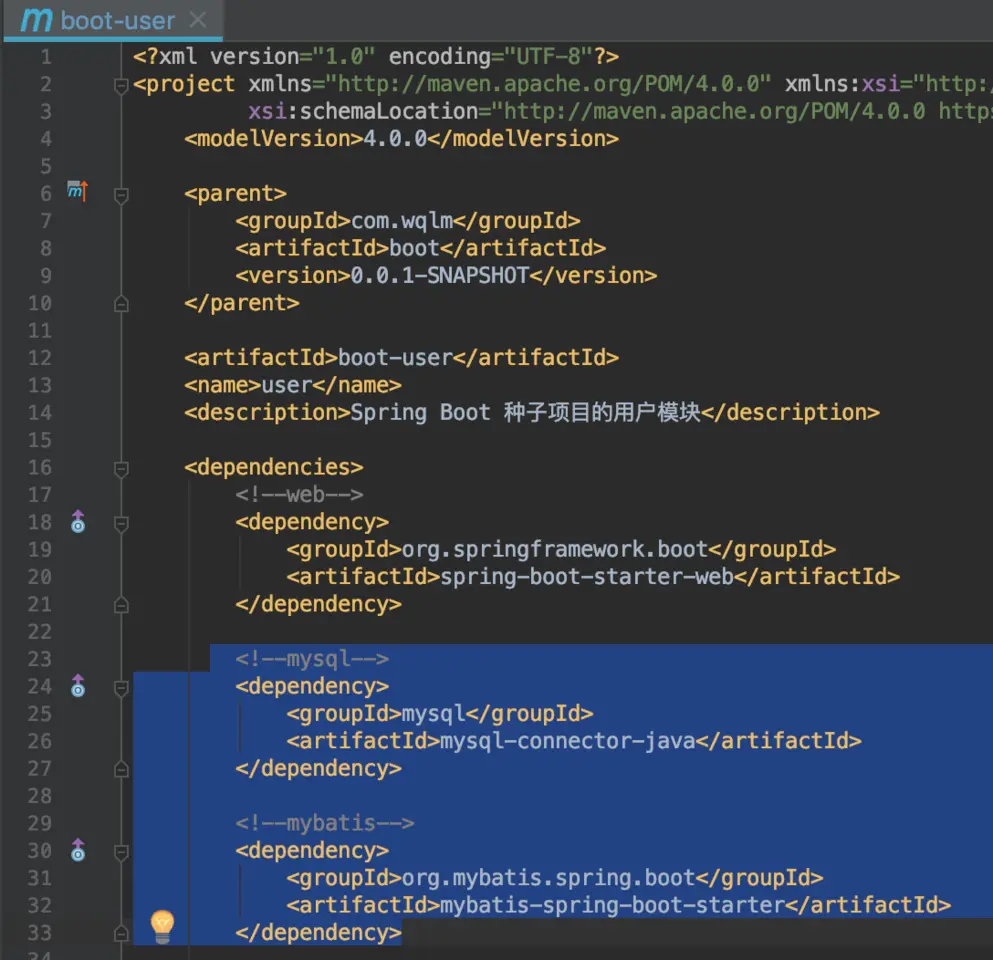 boot-user
1 <?xml version="1.0" encoding="UTF-8"?>
2 <project xmlns="http://maven.apache.org/POM/4.0.0" xmlns:xsi="http:/
3 xsi:schemaLocation="http://maven.apache.org/POM/4.0.0 https
4 <modelVersion>4.0.0</modelVersion>
5
6 <parent>
7 <groupId>com.wqlm</groupId>
8 <artifactId>boot</artifactId>
9 <version>0.0.1-SNAPSHOT</version>
10 </parent>
11
12 <artifactId>boot-user</artifactId>
13 <name>user</name>
14 <description>Spring Boot 种子项目的用户模块</description>
15
16 <dependencies>
17 <!--web-->
18 <dependency>
19 <groupId>org.springframework.boot</groupId>
20 <artifactId>spring-boot-starter-web</artifactId>
21 </dependency>
22
23 <!--mysql-->
24 <dependency>
25 <groupId>mysql</groupId>
26 <artifactId>mysql-connector-java</artifactId>
27 </dependency>
28
29 <!--mybatis-->
30 <dependency>
31 <groupId>org.mybatis.spring.boot</groupId>
32 <artifactId>mybatis-spring-boot-starter</artifactId>
33 </dependency>
34